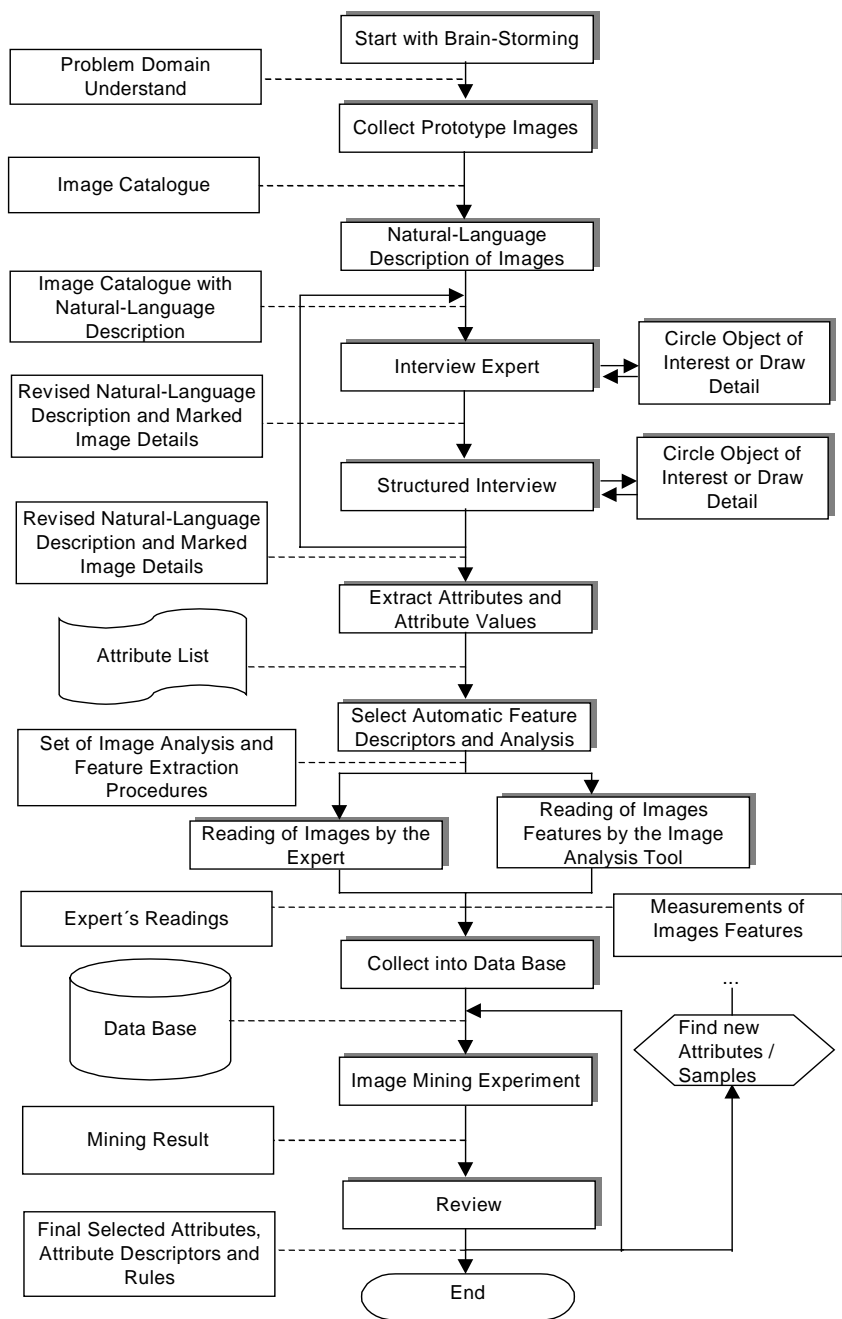 Start with Brain-Storming
Problem Domain
Understand
Collect Prototype Images
Image Catalogue
Natural-Language
Description of Images
Image Catalogue with
Natural-Language
Description
Interview Expert
Circle Object of
Interest or Draw
Detail
Revised Natural-Language
Description and Marked
Image Details
Structured Interview
Circle Object of
Interest or Draw
Detail
Revised Natural-Language
Description and Marked
Image Details
Extract Attributes and
Attribute Values
Attribute List
Select Automatic Feature
Descriptors and Analysis
Set of Image Analysis and
Feature Extraction
Procedures
Reading of Images by the
Expert
Reading of Images
Features by the Image
Analysis Tool
Expert´s Readings
Measurements of
Images Features
Collect into Data Base
...
Data Base
Find new
Attributes /
Samples
Image Mining Experiment
Mining Result
Review
Final Selected Attributes,
Attribute Descriptors and
Rules
End